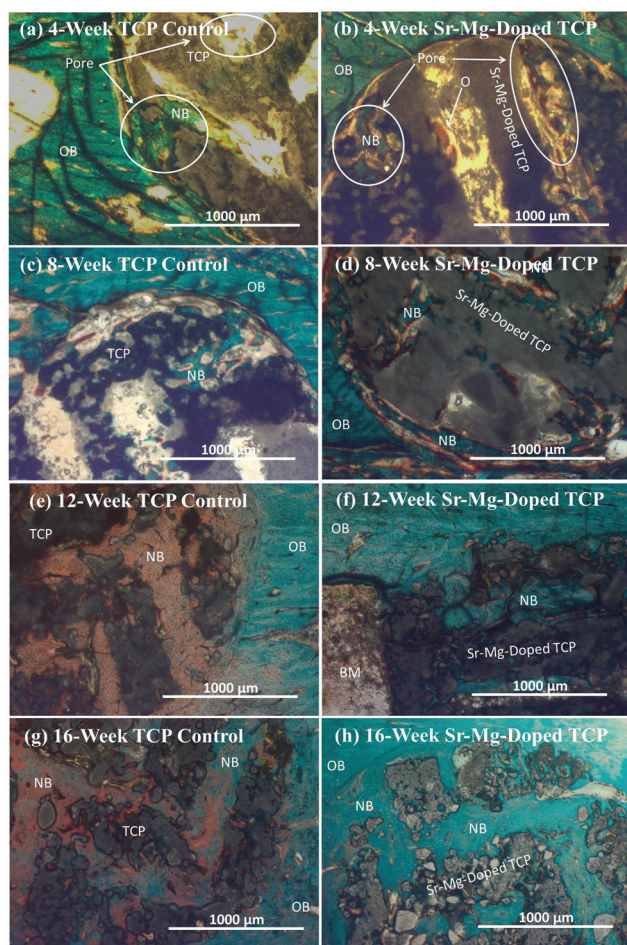 (a) 4-Week TCP Control
TCP
Pore
NB
OB
1000 µm
(b) 4-Week Sr-Mg-Doped TCP
OB
Pore
O
Sr-Mg-Doped TCP
NB
1000 µm
(c) 8-Week TCP Control
OB
TCP
NB
1000 µm
(d) 8-Week Sr-Mg-Doped TCP
NB
Sr-Mg-Doped TCP
NB
OB
NB
1000 µm
(e) 12-Week TCP Control
TCP
NB
OB
1000 µm
(f) 12-Week Sr-Mg-Doped TCP
OB
NB
Sr-Mg-Doped TCP
BM
1000 µm
(g) 16-Week TCP Control
NB
NB
TCP
OB
1000 µm
(h) 16-Week Sr-Mg-Doped TCP
OB
NB
NB
Sr-Mg-Doped TCP
1000 µm